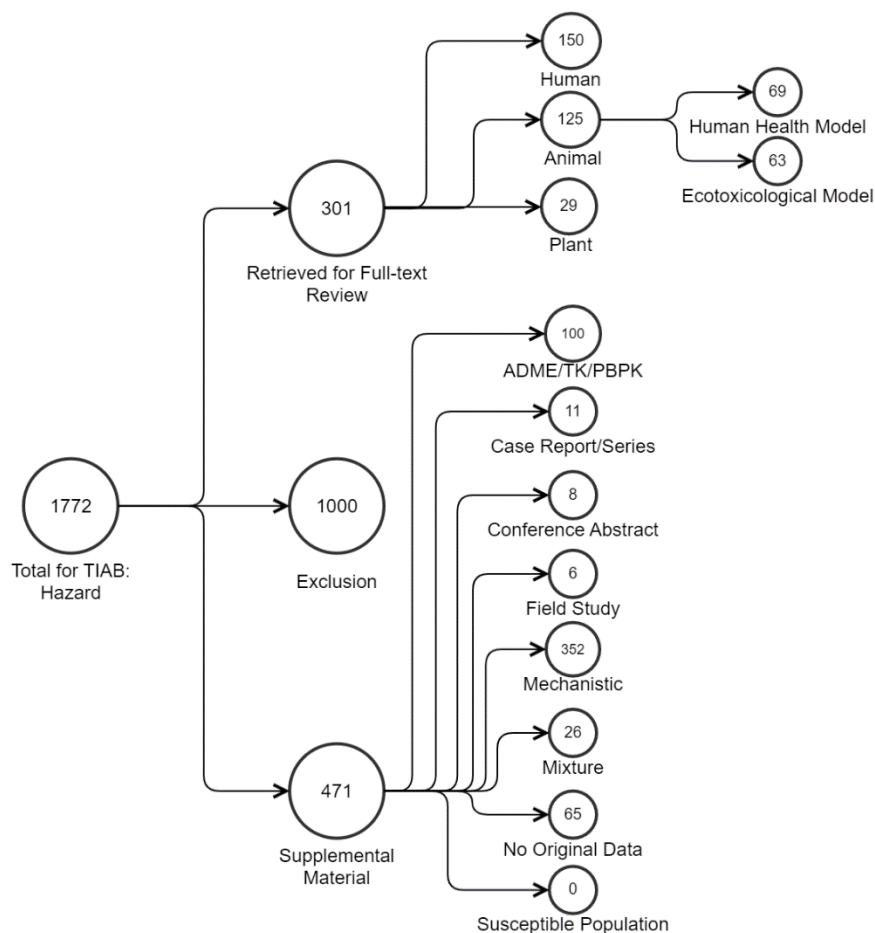 150
Human
69
Human Health Model
125
Animal
63
Ecotoxicological Model
301
Retrieved for Full-text
Review
29
Plant
100
ADME/TK/PBPK
11
Case Report/Series
1772
Total for TIAB:
Hazard
1000
Exclusion
8
Conference Abstract
6
Field Study
352
Mechanistic
471
Supplemental
Material
26
Mixture
65
No Original Data
0
Susceptible Population